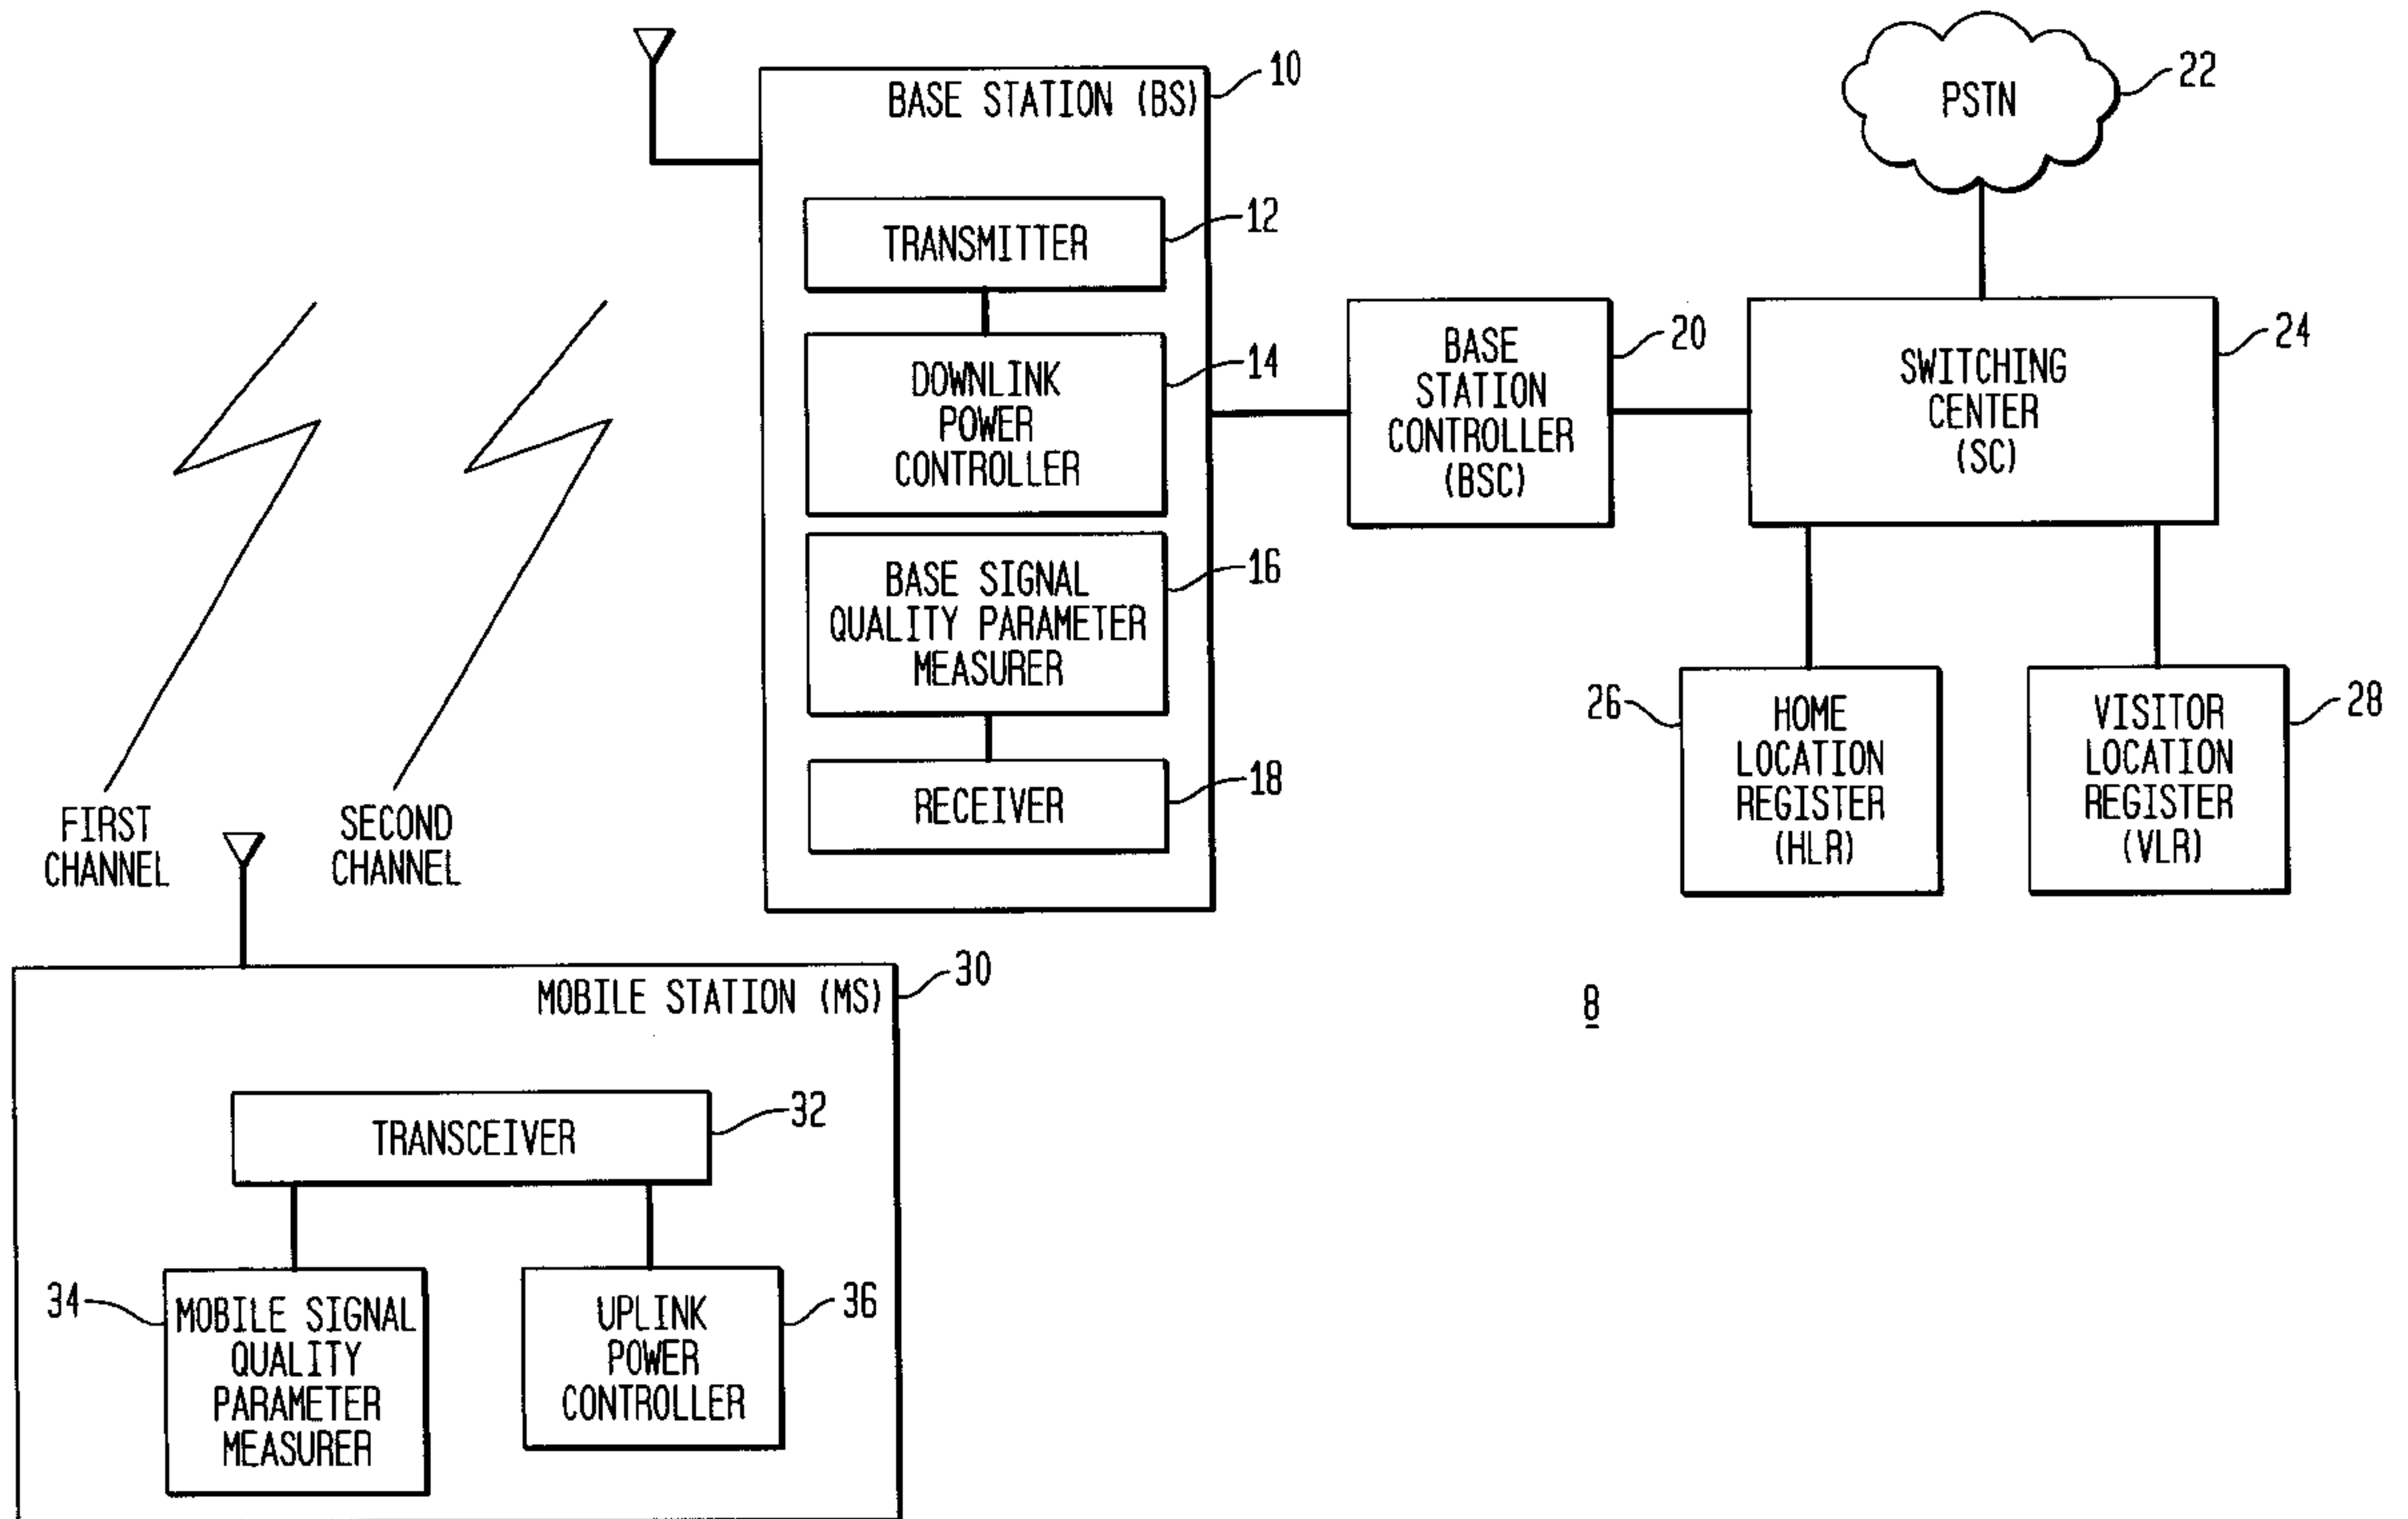 BASE STATION (BS)
10
TRANSMITTER
12
DOWNLINK
POWER
CONTROLLER
14
BASE SIGNAL
QUALITY PARAMETER
MEASURER
16
RECEIVER
18
BASE
STATION
CONTROLLER
(BSC)
20
PSTN
22
SWITCHING
CENTER
(SC)
24
26
HOME
LOCATION
REGISTER
(HLR)
VISITOR
LOCATION
REGISTER
(VLR)
28
FIRST
CHANNEL
SECOND
CHANNEL
MOBILE STATION (MS)
30
TRANSCEIVER
32
34
MOBILE SIGNAL
QUALITY
PARAMETER
MEASURER
UPLINK
POWER
CONTROLLER
36
8